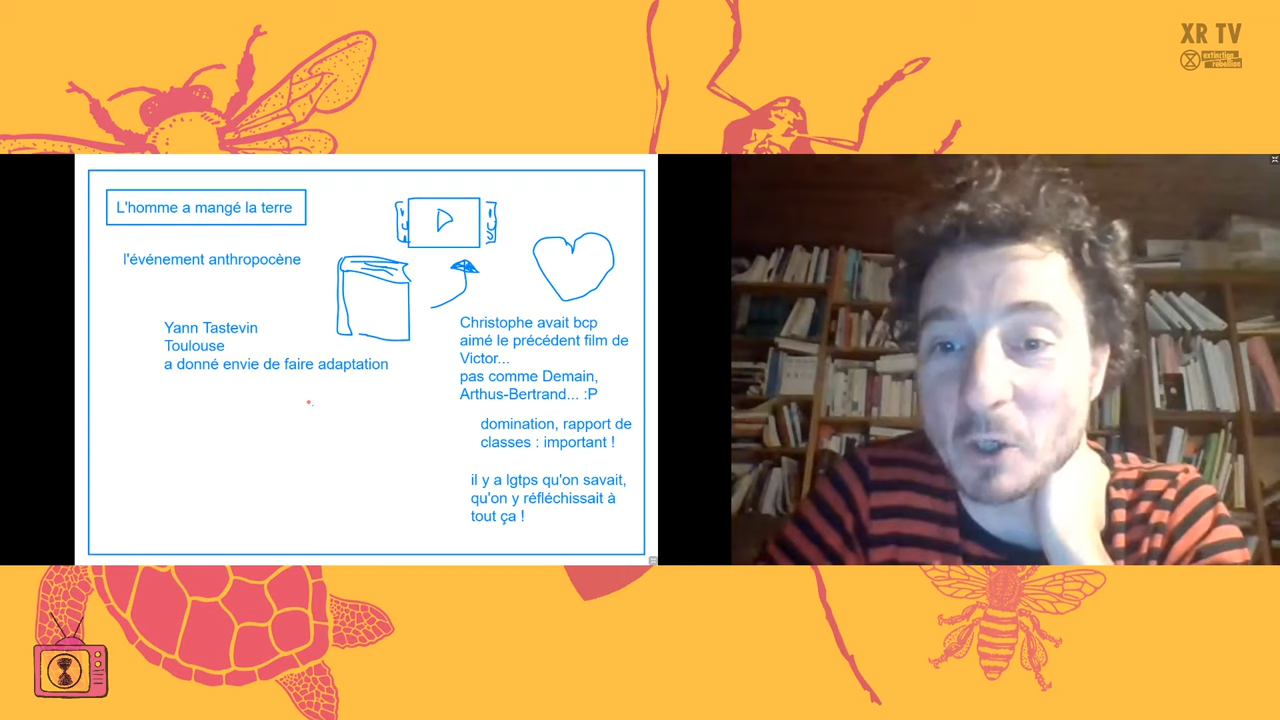 XR TV
extinction
rebellion
L'homme a mangé la terre
l'événement anthropocène
Yann Tastevin
Toulouse
a donné envie de faire adaptation
Christophe avait bcp
aimé le précédent film de
Victor...
pas comme Demain,
Arthus-Bertrand... :P
domination, rapport de
classes : important !
il y a lgtps qu'on savait,
qu'on y réfléchissait à
tout ça !